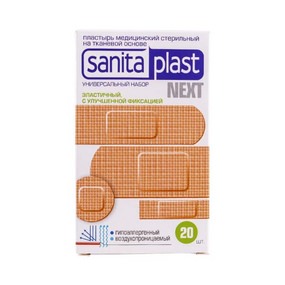 пластырь медицинский стерильный
на тканевой основе
sanita plast
УНИВЕРСАЛЬНЫЙ НАБОР
NEXT
ЭЛАСТИЧНЫЙ
С УЛУЧШЕННОЙ ФИКСАЦИЕЙ
гипоаллергенный
воздухопроницаемый
20
шт